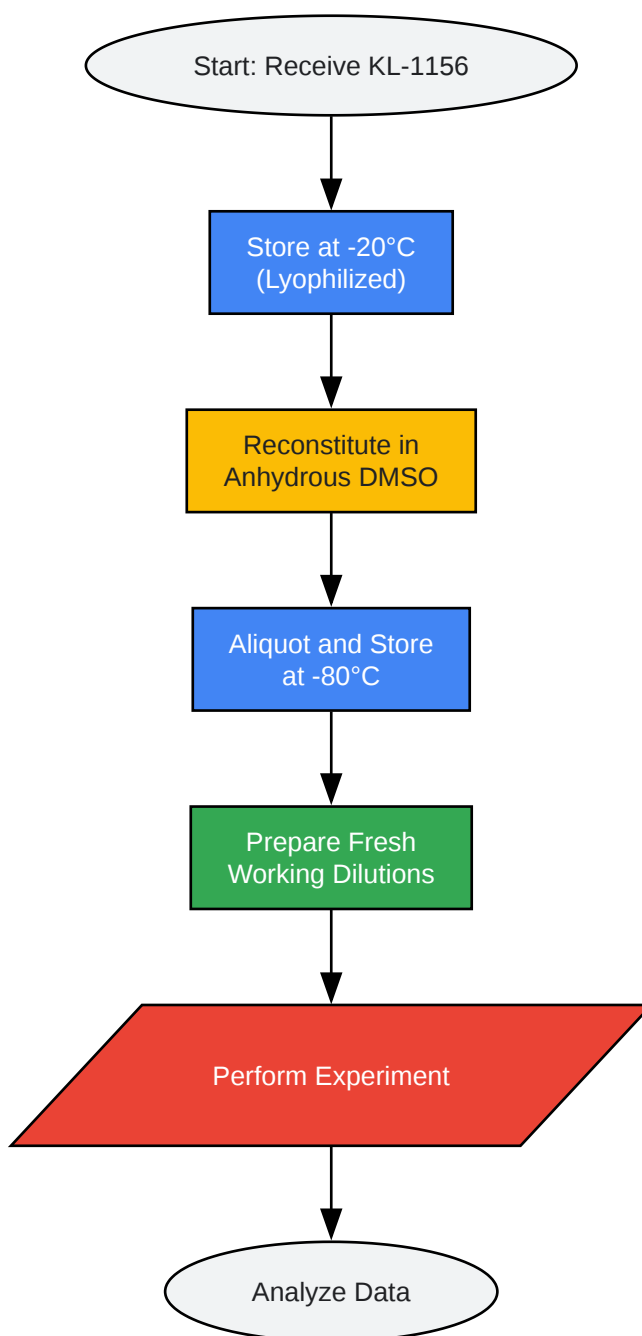 Start: Receive KL-1156
Store at -20°C
(Lyophilized)
Reconstitute in
Anhydrous DMSO
Aliquot and Store
at -80°C
Prepare Fresh
Working Dilutions
Perform Experiment
Analyze Data